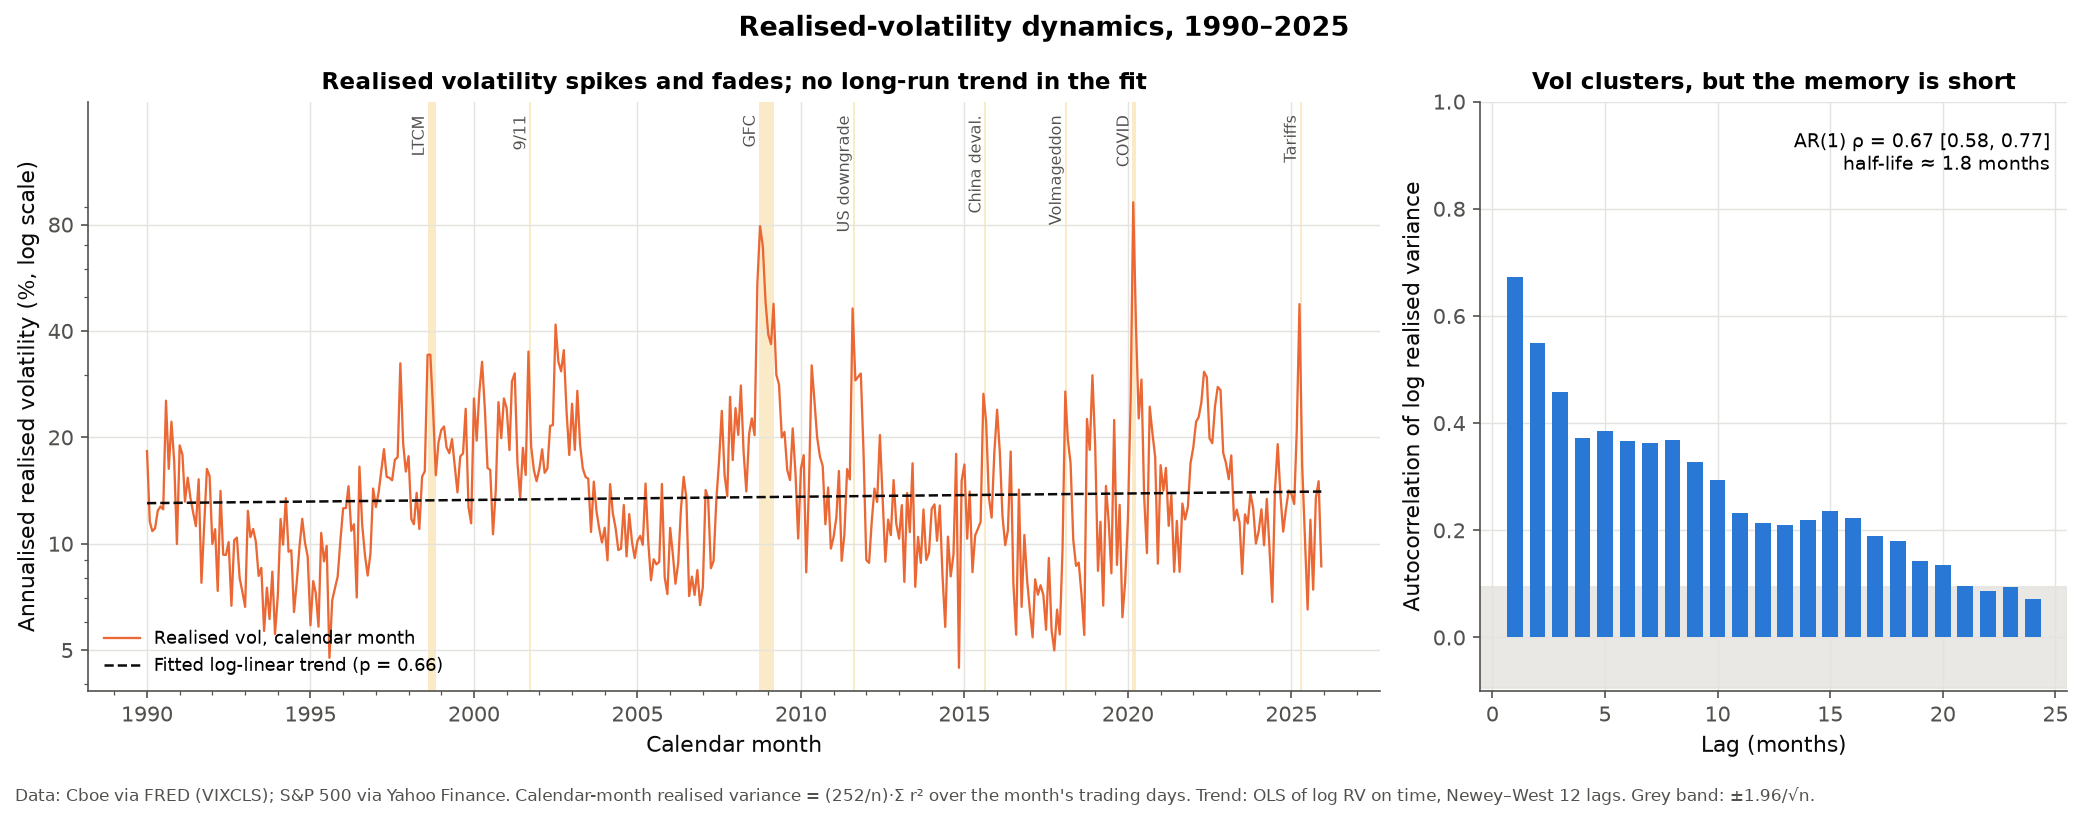 Realised-volatility dynamics, 1990–2025
Realised volatility spikes and fades; no long-run trend in the fit
Annualised realised volatility (%, log scale)
80
40
20
10
5
LTCM
9/11
GFC
US downgrade
China deval.
Volmageddon
COVID
Tariffs
Realised vol, calendar month
Fitted log-linear trend (p = 0.66)
1990
1995
2000
2005
2010
2015
2020
2025
Calendar month
Vol clusters, but the memory is short
Autocorrelation of log realised variance
1.0
0.8
0.6
0.4
0.2
0.0
AR(1) ρ = 0.67 [0.58, 0.77]
half-life ≈ 1.8 months
0
5
10
15
20
25
Lag (months)
Data: Cboe via FRED (VIXCLS); S&P 500 via Yahoo Finance. Calendar-month realised variance = (252/n)·Σ r² over the month's trading days. Trend: OLS of log RV on time, Newey–West 12 lags. Grey band: ±1.96/√n.